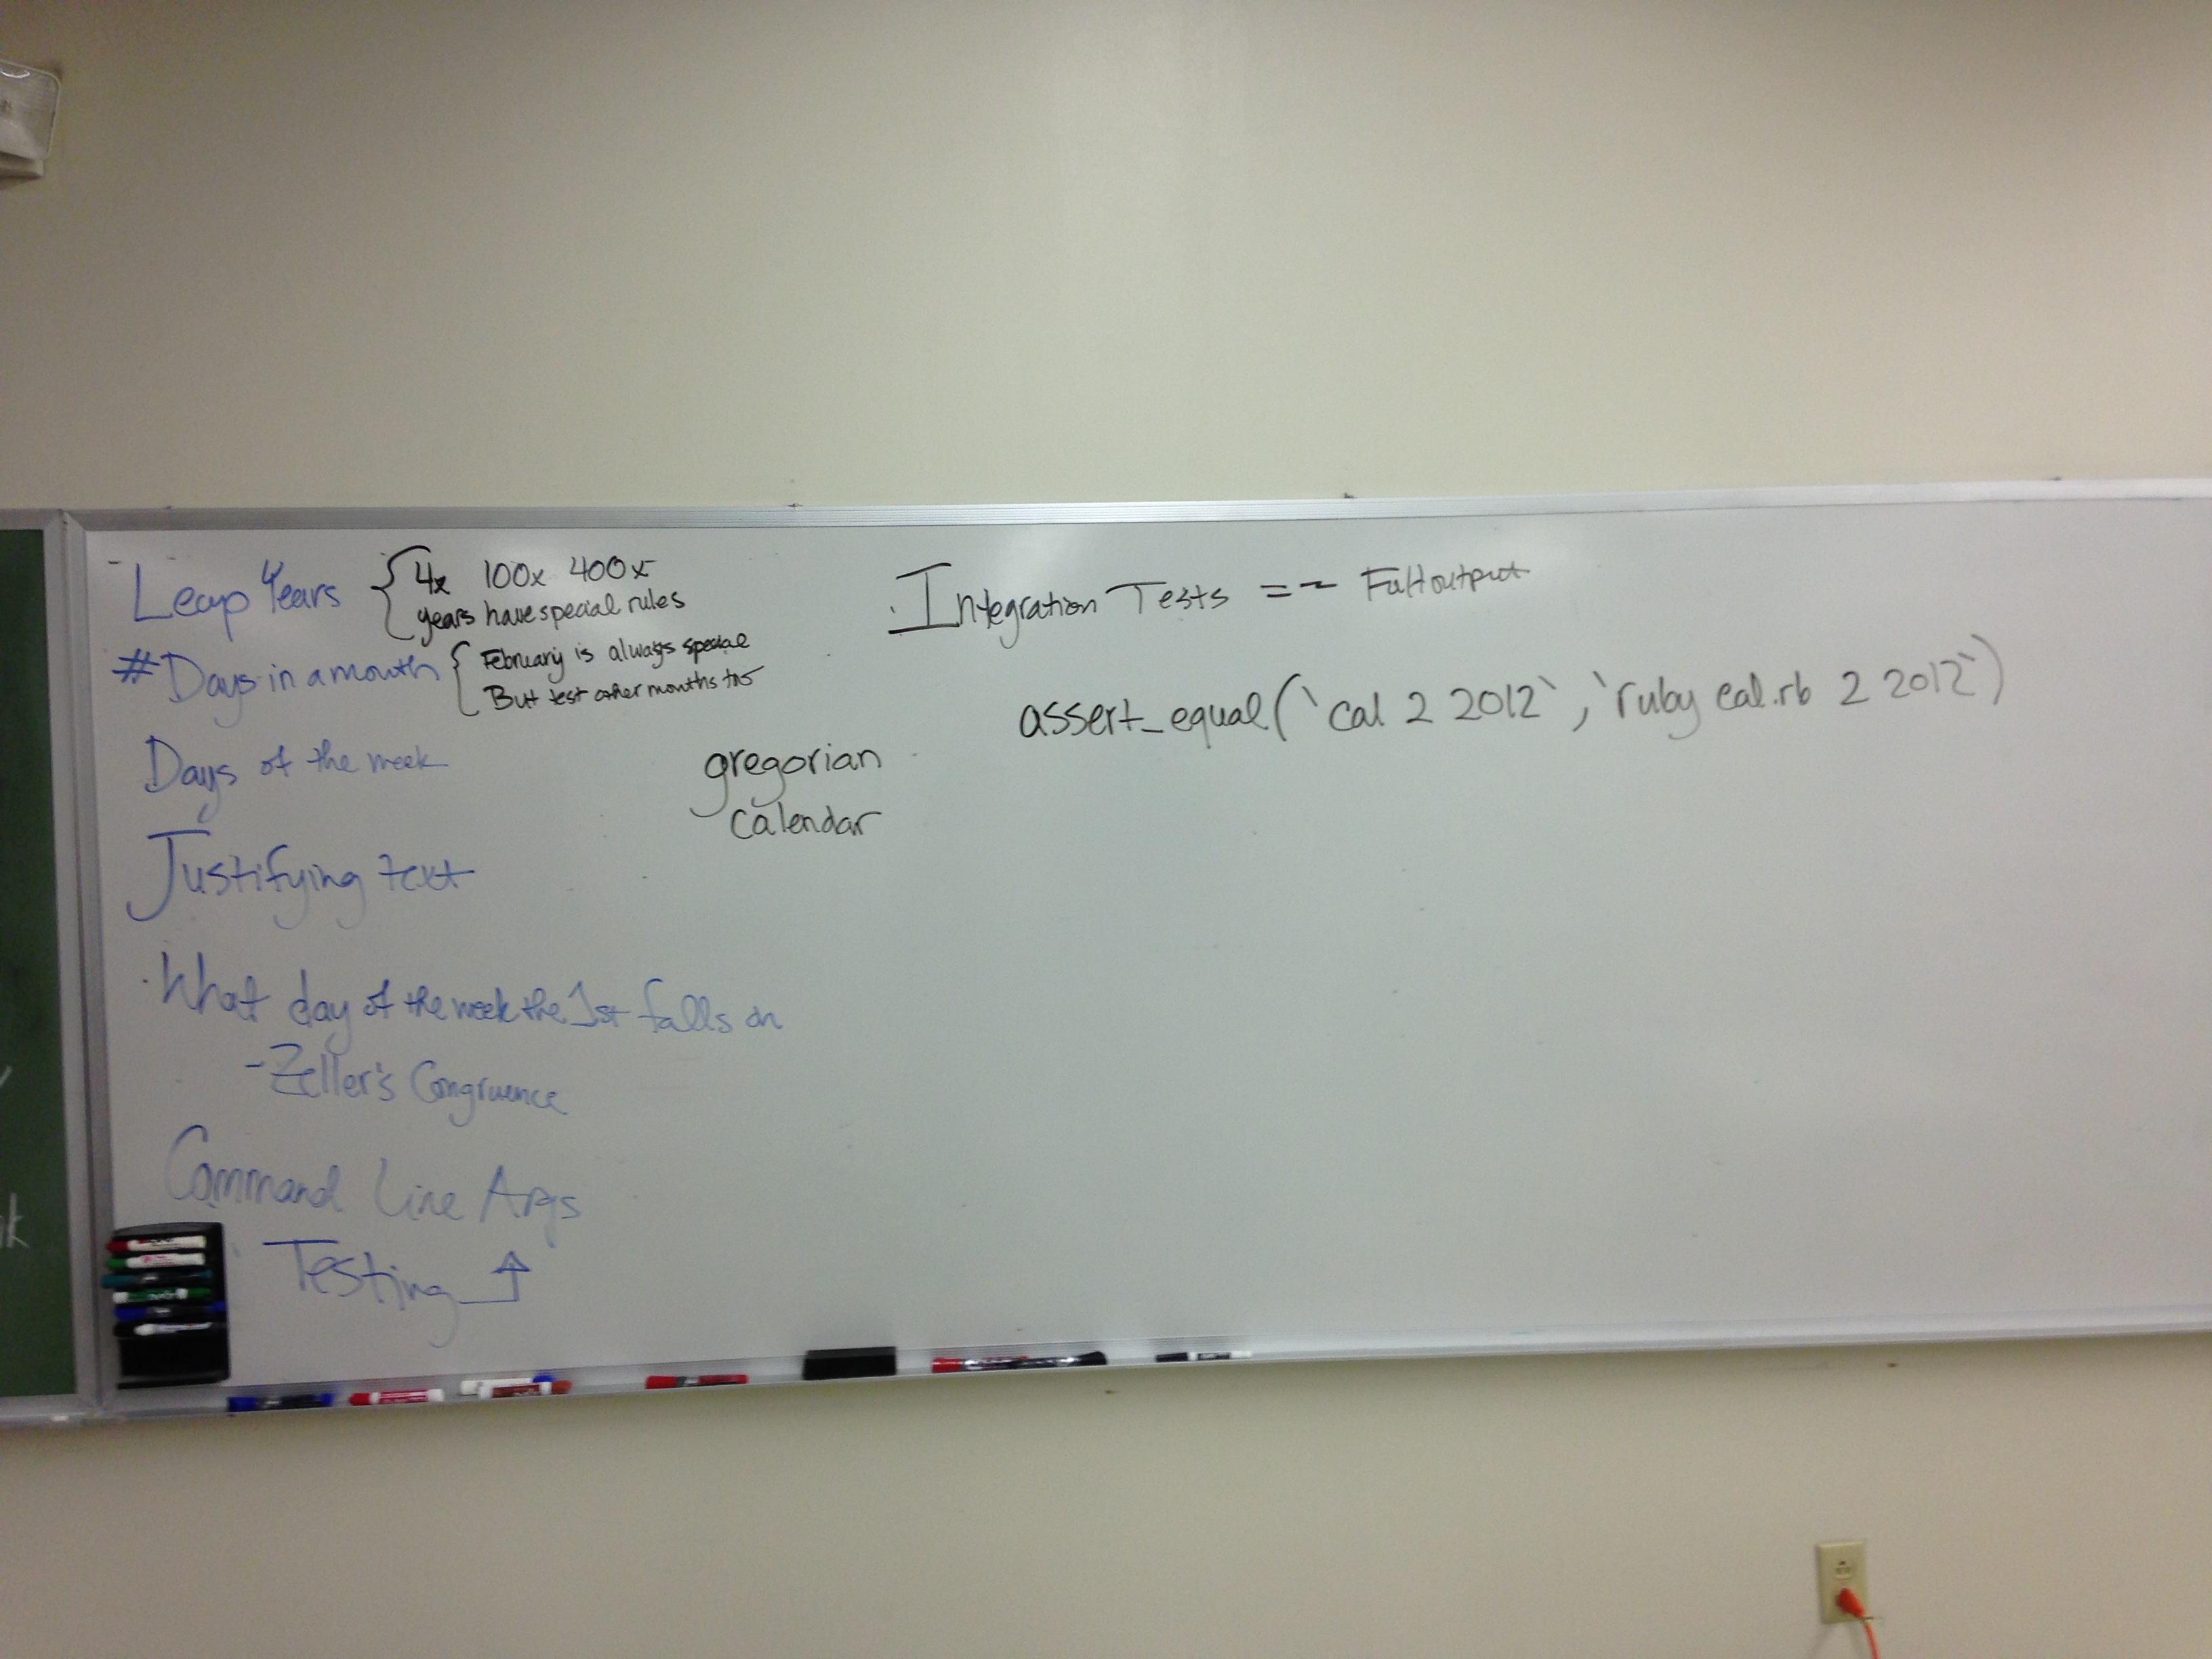 Leap Years { 4x 100x 400x
years have special rules
# Days in a month { February is always special
But test other months too
Days of the week
Justifying text
What day of the week the 1st falls on
- Zeller's Congruence
Command Line Args
Testing ↑
gregorian
calendar
Integration Tests == Full output
assert_equal(`cal 2 2012`, `ruby cal.rb 2 2012`)